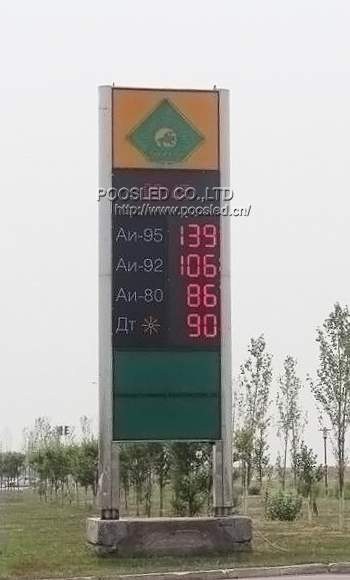 POOSLED CO.,LTD
http://www.poosled.cn/
Аи-95 139
Аи-92 106
Аи-80 86
Дт 90